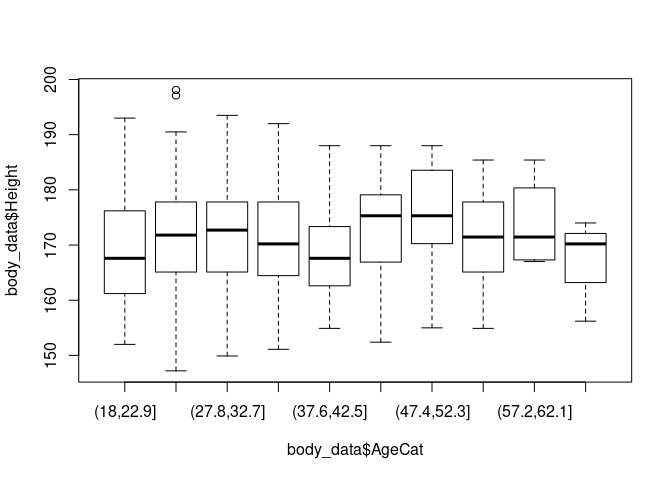 body_data$Height
200
190
180
170
160
150
(18,22.9] (27.8,32.7] (37.6,42.5] (47.4,52.3] (57.2,62.1]
body_data$AgeCat